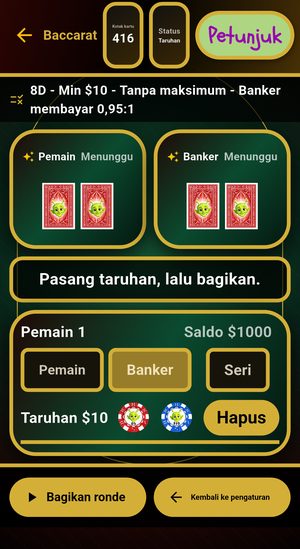 Baccarat
Kotak kartu
416
Status
Taruhan
Petunjuk
8D - Min $10 - Tanpa maksimum - Banker
membayar 0,95:1
Pemain Menunggu
Banker Menunggu
Pasang taruhan, lalu bagikan.
Pemain 1 Saldo $1000
Pemain Banker Seri
Taruhan $10 Hapus
Bagikan ronde Kembali ke pengaturan